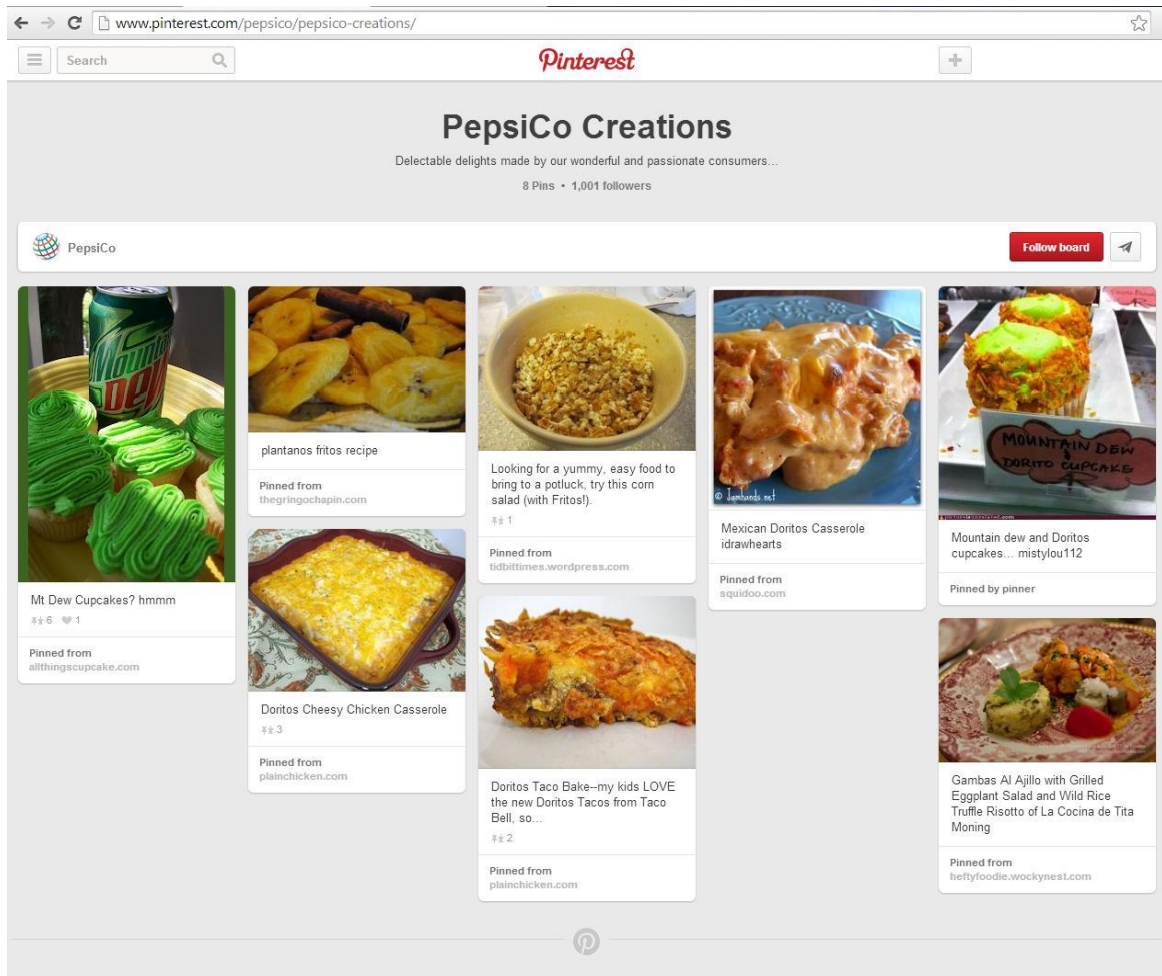 www.pinterest.com/pepsico/pepsico-creations/
Search
Pinterest
PepsiCo Creations
Delectable delights made by our wonderful and passionate consumers...
8 Pins • 1,001 followers
PepsiCo
Follow board
Mountain
DEW
Mt Dew Cupcakes? hmmm
6 1
Pinned from
allthingscupcake.com
plantanos fritos recipe
Pinned from
thegringochapin.com
Doritos Cheesy Chicken Casserole
3
Pinned from
plainchicken.com
Looking for a yummy, easy food to
bring to a potluck, try this corn
salad (with Fritos!).
1
Pinned from
tidbittimes.wordpress.com
Doritos Taco Bake--my kids LOVE
the new Doritos Tacos from Taco
Bell, so...
2
Pinned from
plainchicken.com
© Jamhands.net
Mexican Doritos Casserole
idrawhearts
Pinned from
squidoo.com
MOUNTAIN DEW
DORITO CUPCAKE
Mountain dew and Doritos
cupcakes... mistylou112
Pinned by pinner
Gambas Al Ajillo with Grilled
Eggplant Salad and Wild Rice
Truffle Risotto of La Cocina de Tita
Moning
Pinned from
heftyfoodie.wockynest.com